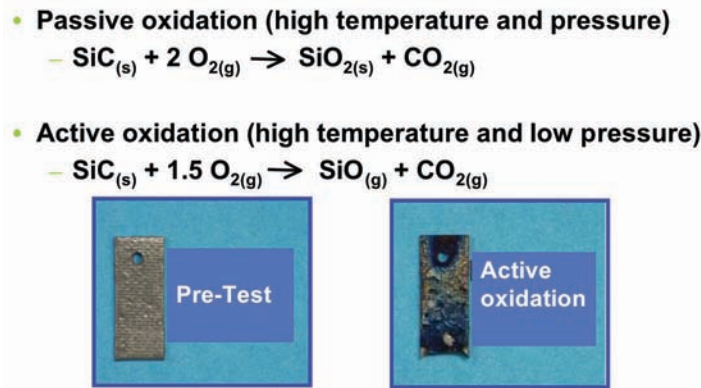 • Passive oxidation (high temperature and pressure)
– SiC(s) + 2 O2(g) → SiO2(s) + CO2(g)
• Active oxidation (high temperature and low pressure)
– SiC(s) + 1.5 O2(g) → SiO(g) + CO2(g)
Pre-Test
Active
oxidation